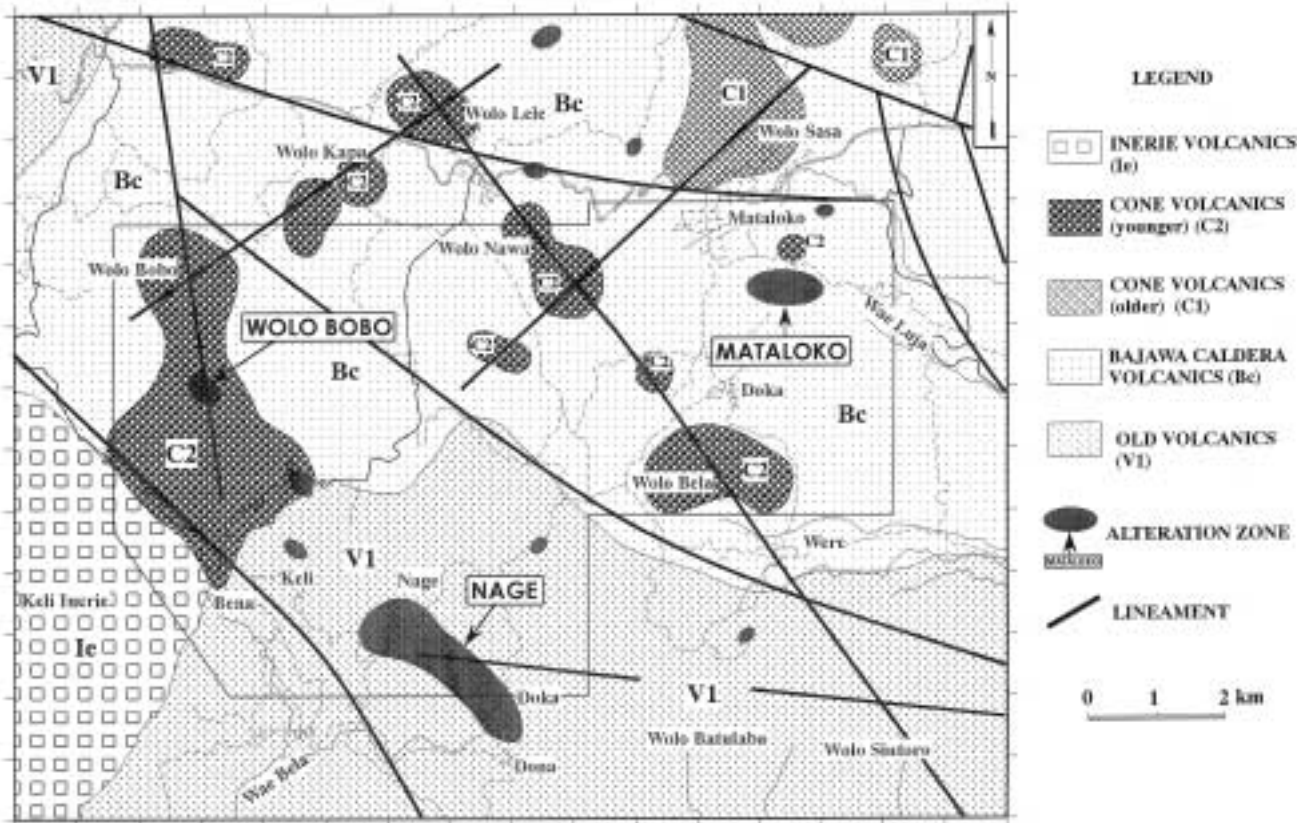 C2
V1
C1
C1
N
C2
Wolo Lele
Bc
Wolo Sasa
Wolo Kapa
C2
Bc
Mataloko
C2
Wolo Nawa
C2
Wolo Bobo
WOLO BOBO
Wae Luja
MATALOKO
C2
C2
Bc
Doka
Bc
C2
C2
Wolo Bela
Were
V1
Keli
Nage
NAGE
Keli Inerie
Bena
Ie
Doka
V1
Wolo Batulabo
Wolo Siutoro
Dona
Wae Bela
LEGEND
INERIE VOLCANICS
(Ie)
CONE VOLCANICS
(younger) (C2)
CONE VOLCANICS
(older) (C1)
BAJAWA CALDERA
VOLCANICS (Bc)
OLD VOLCANICS
(V1)
ALTERATION ZONE
MATALOKO
LINEAMENT
0 1 2 km